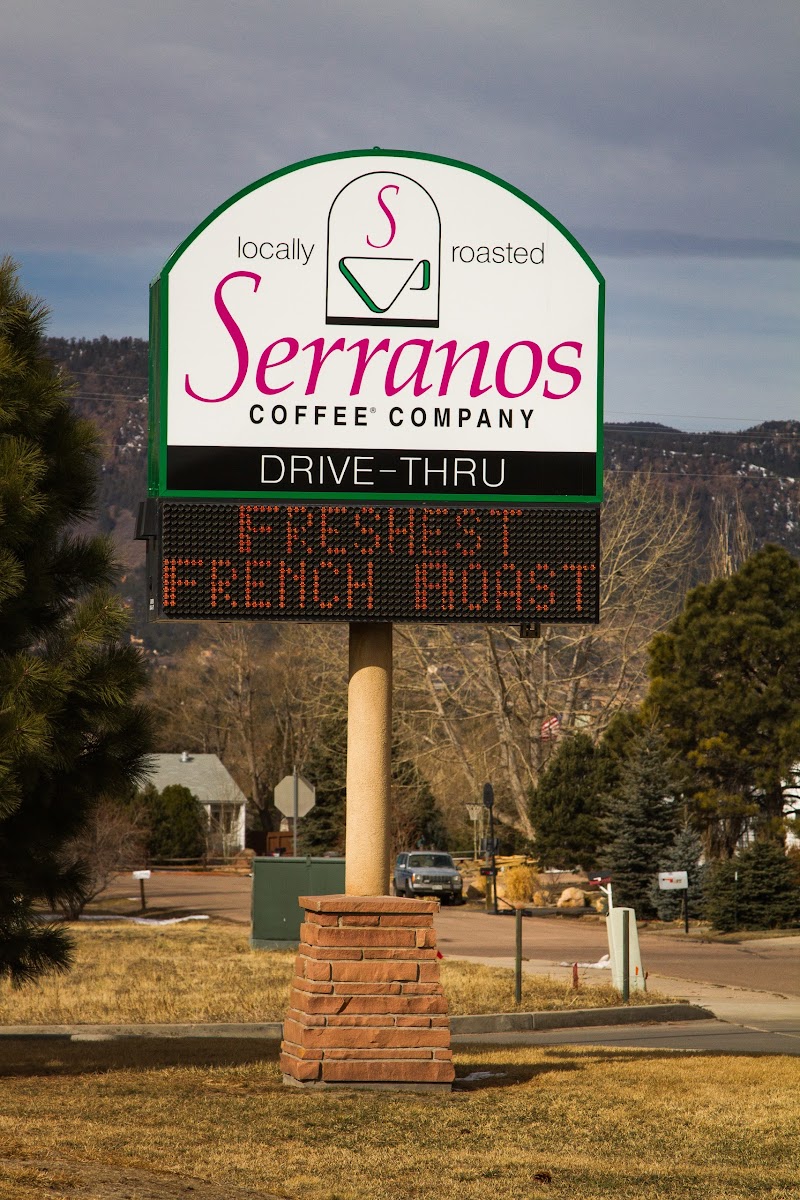 S
locally roasted
Serranos
COFFEE® COMPANY
DRIVE-THRU
FRESHEST
FRENCH ROAST